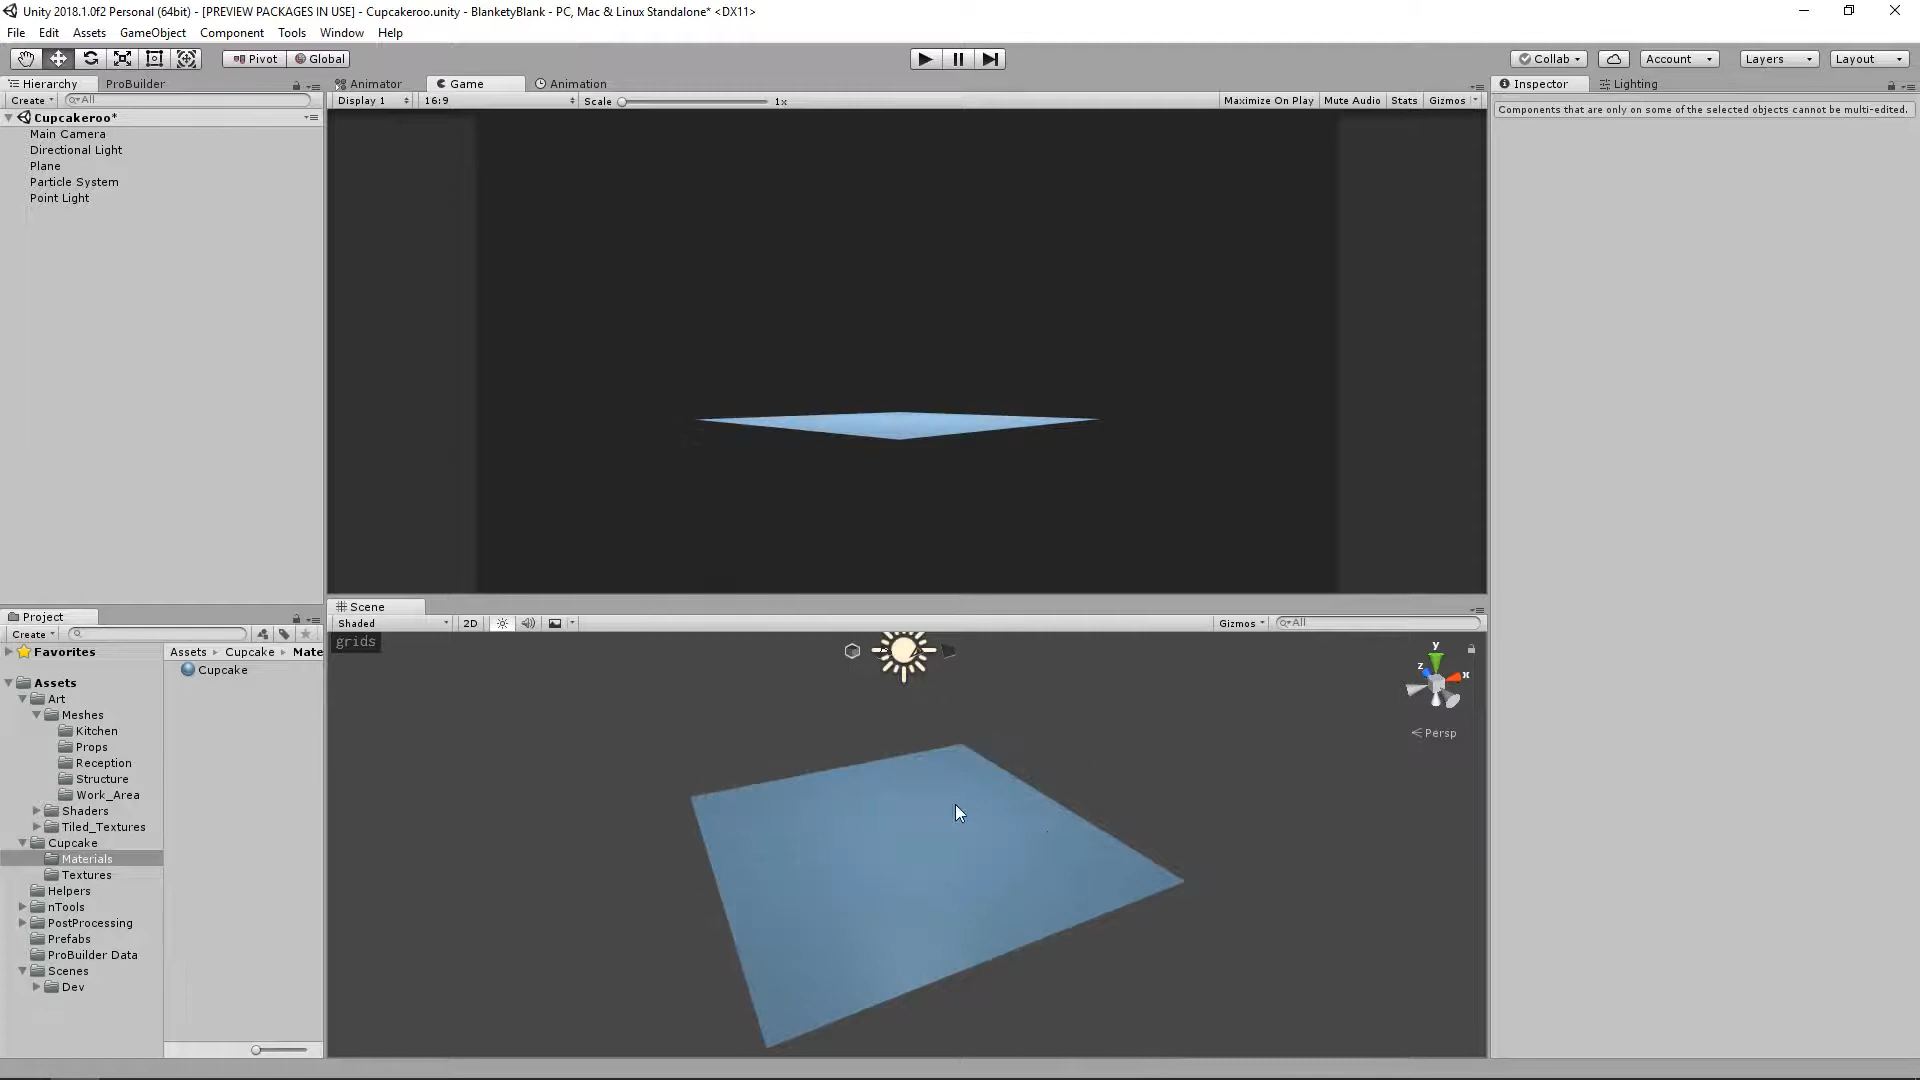 Unity 2018.1.0f2 Personal (64bit) - [PREVIEW PACKAGES IN USE] - Cupcakeroo.unity - BlanketyBlank - PC, Mac & Linux Standalone* <DX11>
File Edit Assets GameObject Component Tools Window Help
Pivot Global Collab Account Layers Layout
Hierarchy ProBuilder Animator Game Animation Inspector Lighting
Create All Display 1 16:9 Scale 1x Maximize On Play Mute Audio Stats Gizmos
Components that are only on some of the selected objects cannot be multi-edited.
Cupcakeroo*
Main Camera
Directional Light
Plane
Particle System
Point Light
Scene
Project
Shaded 2D Gizmos All
Create
grids
Favorites Assets Cupcake Mate
Cupcake
y
z x
Persp
Assets
Art
Meshes
Kitchen
Props
Reception
Structure
Work_Area
Shaders
Tiled_Textures
Cupcake
Materials
Textures
Helpers
nTools
PostProcessing
Prefabs
ProBuilder Data
Scenes
Dev